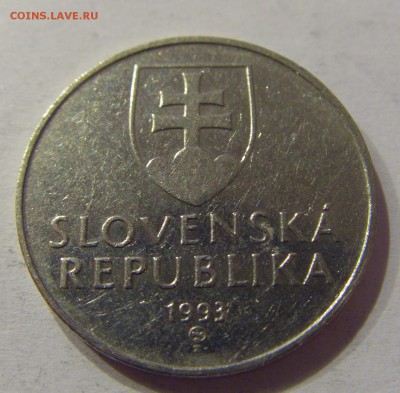 COINS.LAVE.RU
SLOVENSKÁ
REPUBLIKA
1993